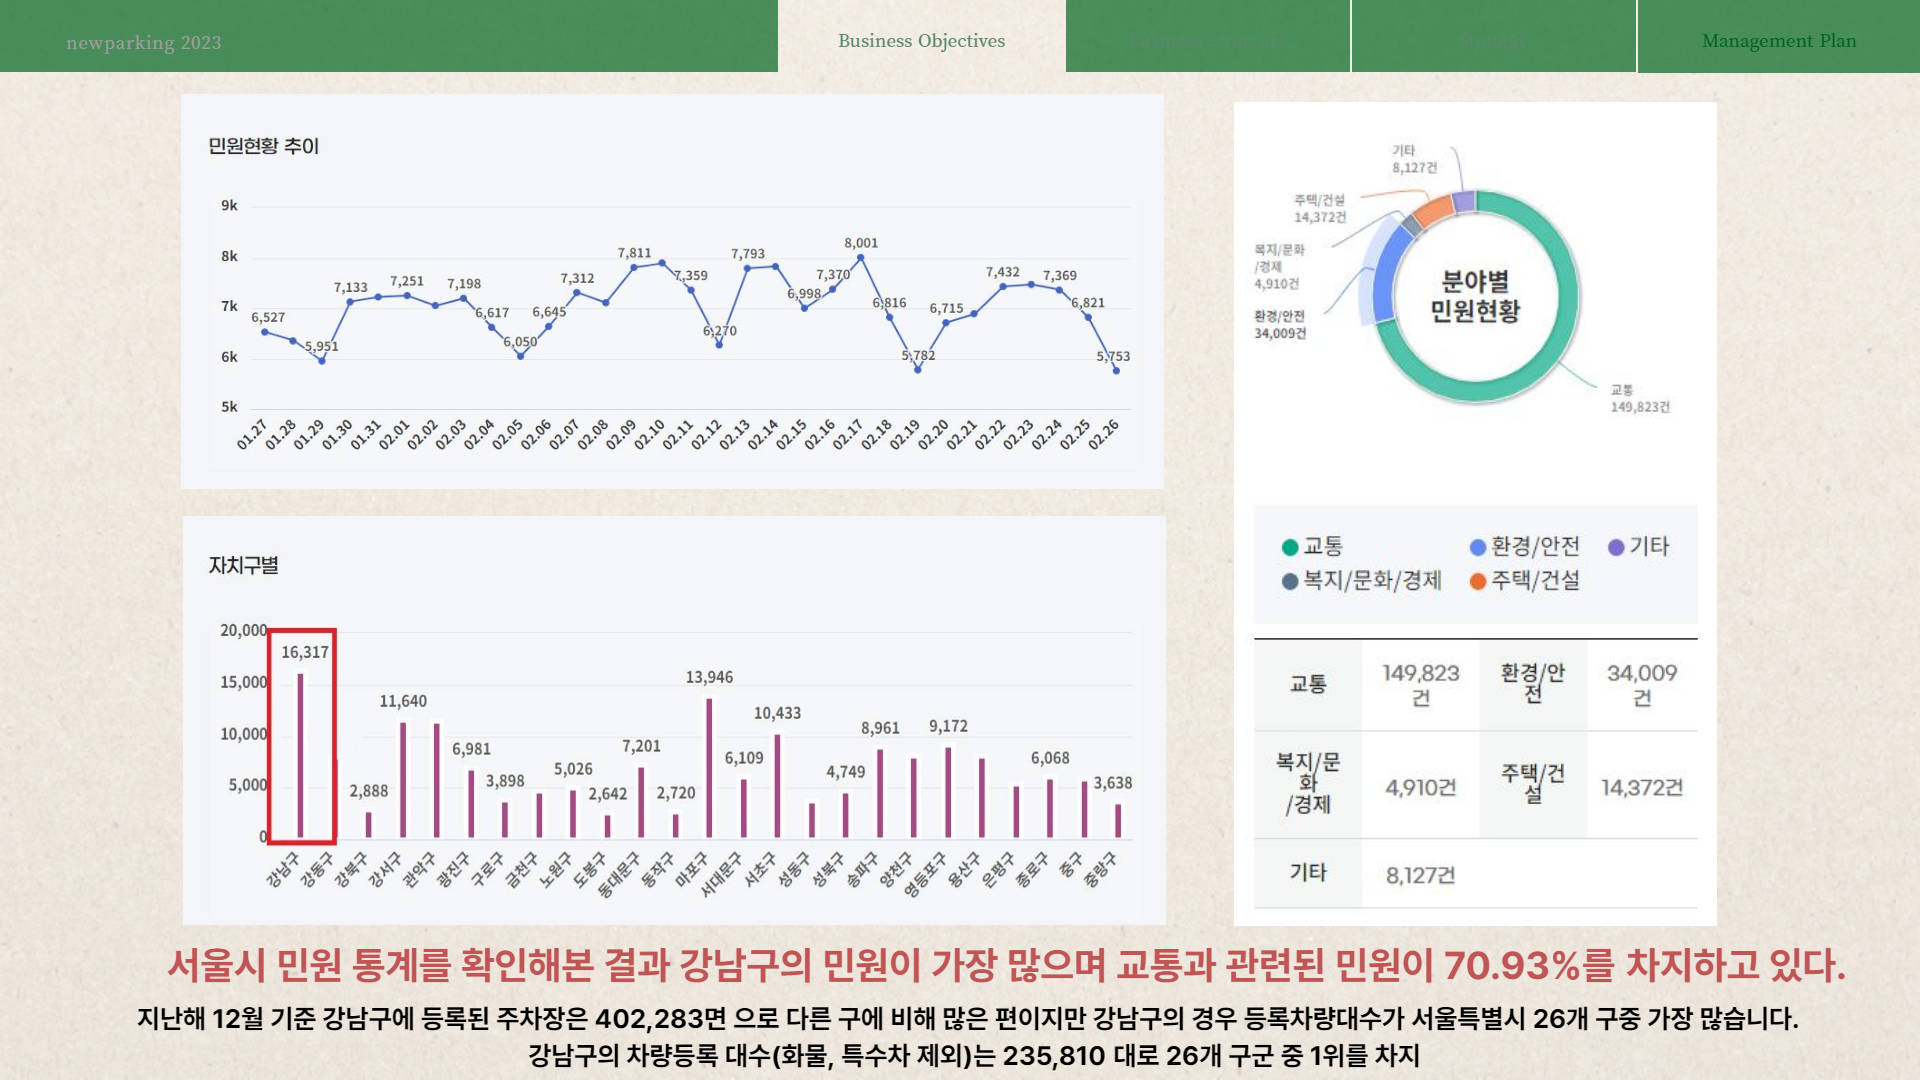 newparking 2023
Business Objectives
Management Plan
민원현황 추이
9k
8k
7k
6k
5k
6,527
5,951
7,133
7,251
7,198
6,617
6,050
6,645
7,312
7,811
7,359
6,270
7,793
6,998
7,370
8,001
6,816
5,782
6,715
7,432
7,369
6,821
5,753
01.27
01.28
01.29
01.30
01.31
02.01
02.02
02.03
02.04
02.05
02.06
02.07
02.08
02.09
02.10
02.11
02.12
02.13
02.14
02.15
02.16
02.17
02.18
02.19
02.20
02.21
02.22
02.23
02.24
02.25
02.26
자치구별
20,000
15,000
10,000
5,000
0
16,317
2,888
11,640
6,981
3,898
5,026
2,642
7,201
2,720
13,946
6,109
10,433
4,749
8,961
9,172
6,068
3,638
강남구
강동구
강북구
강서구
관악구
광진구
구로구
금천구
노원구
도봉구
동대문구
동작구
마포구
서대문구
서초구
성동구
성북구
송파구
양천구
영등포구
용산구
은평구
종로구
중구
중랑구
기타
8,127건
주택/건설
14,372건
복지/문화
/경제
4,910건
환경/안전
34,009건
분야별
민원현황
교통
149,823건
교통
환경/안전
기타
복지/문화/경제
주택/건설
교통
149,823
건
환경/안
전
34,009
건
복지/문
화
/경제
4,910건
주택/건
설
14,372건
기타
8,127건
서울시 민원 통계를 확인해본 결과 강남구의 민원이 가장 많으며 교통과 관련된 민원이 70.93%를 차지하고 있다.
지난해 12월 기준 강남구에 등록된 주차장은 402,283면 으로 다른 구에 비해 많은 편이지만 강남구의 경우 등록차량대수가 서울특별시 26개 구중 가장 많습니다.
강남구의 차량등록 대수(화물, 특수차 제외)는 235,810 대로 26개 구군 중 1위를 차지